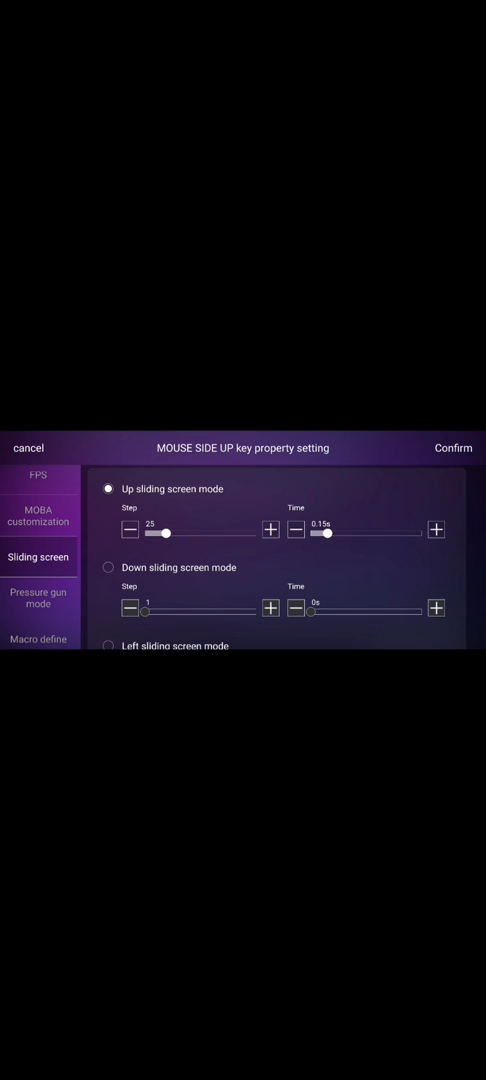 cancel
MOUSE SIDE UP key property setting
Confirm
FPS
MOBA
customization
Sliding screen
Pressure gun
mode
Macro define
Up sliding screen mode
Step
Time
25
0.15s
Down sliding screen mode
Step
Time
1
0s
Left sliding screen mode